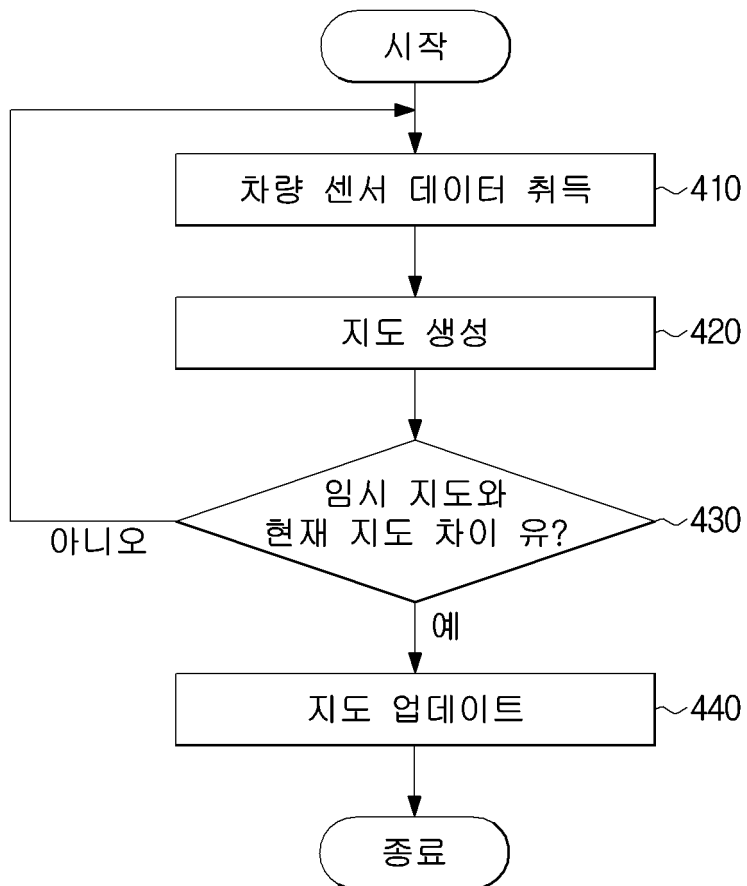 시작
차량 센서 데이터 취득
410
지도 생성
420
임시 지도와
현재 지도 차이 유?
430
아니오
예
지도 업데이트
440
종료